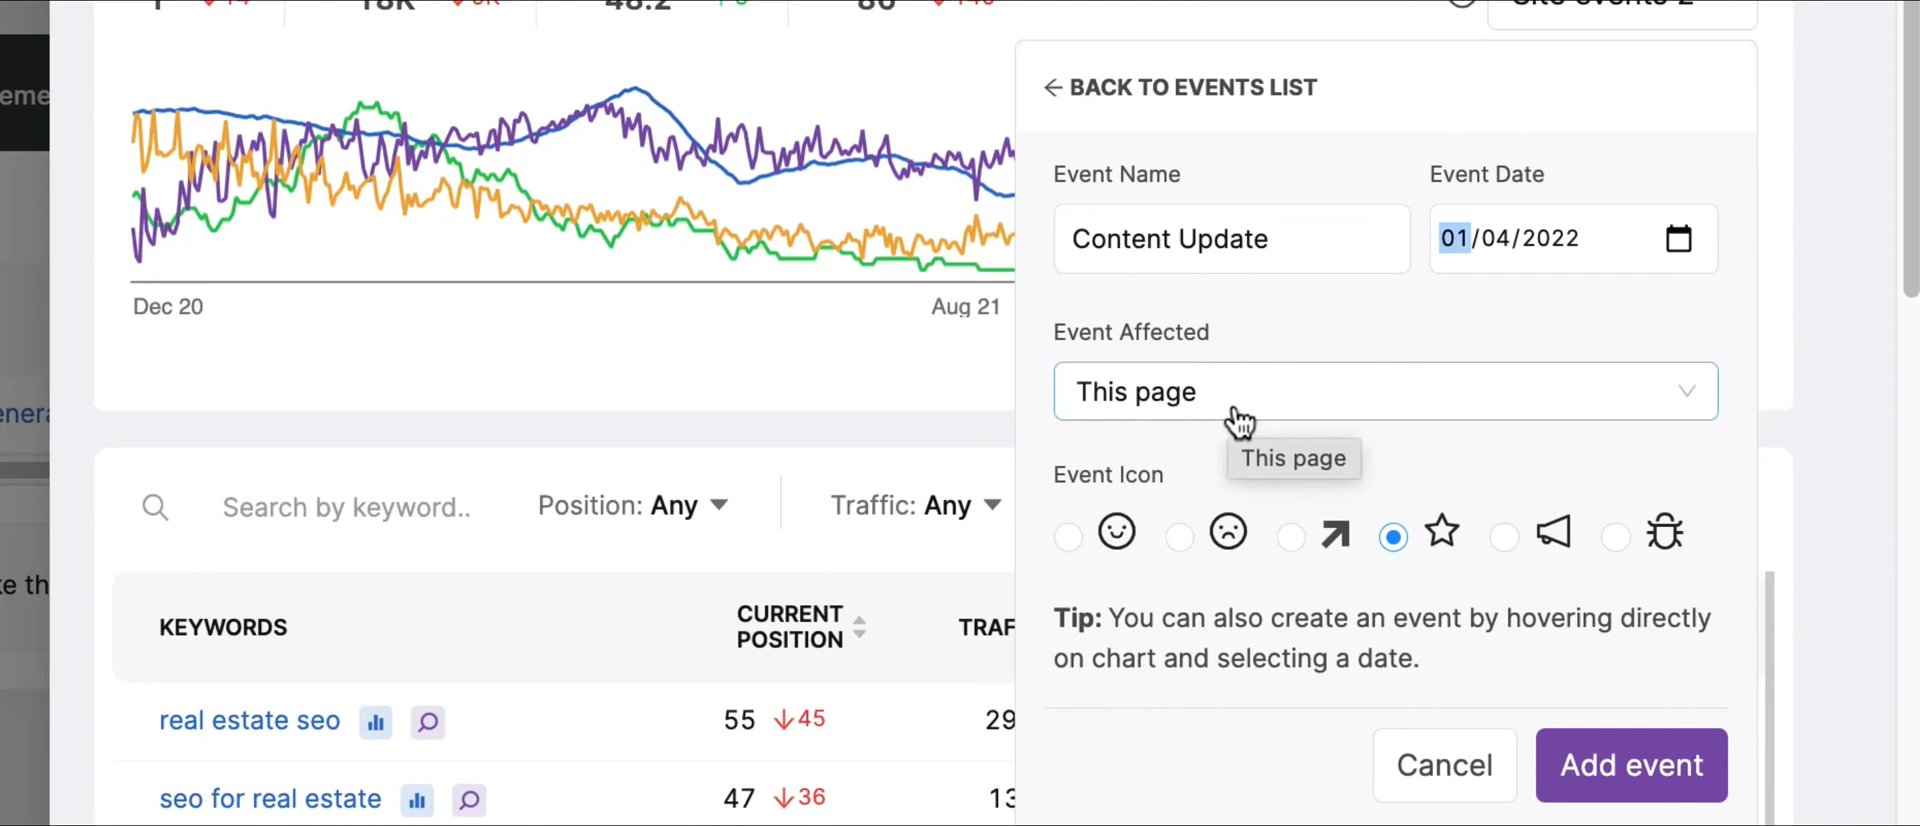 18K
48.2
BACK TO EVENTS LIST
Event Name
Event Date
Content Update
01/04/2022
Dec 20
Aug 21
Event Affected
This page
This page
Event Icon
Search by keyword..
Position: Any
Traffic: Any
Tip: You can also create an event by hovering directly
on chart and selecting a date.
KEYWORDS
CURRENT
POSITION
TRAF
real estate seo
55
45
29
seo for real estate
47
36
13
Cancel
Add event